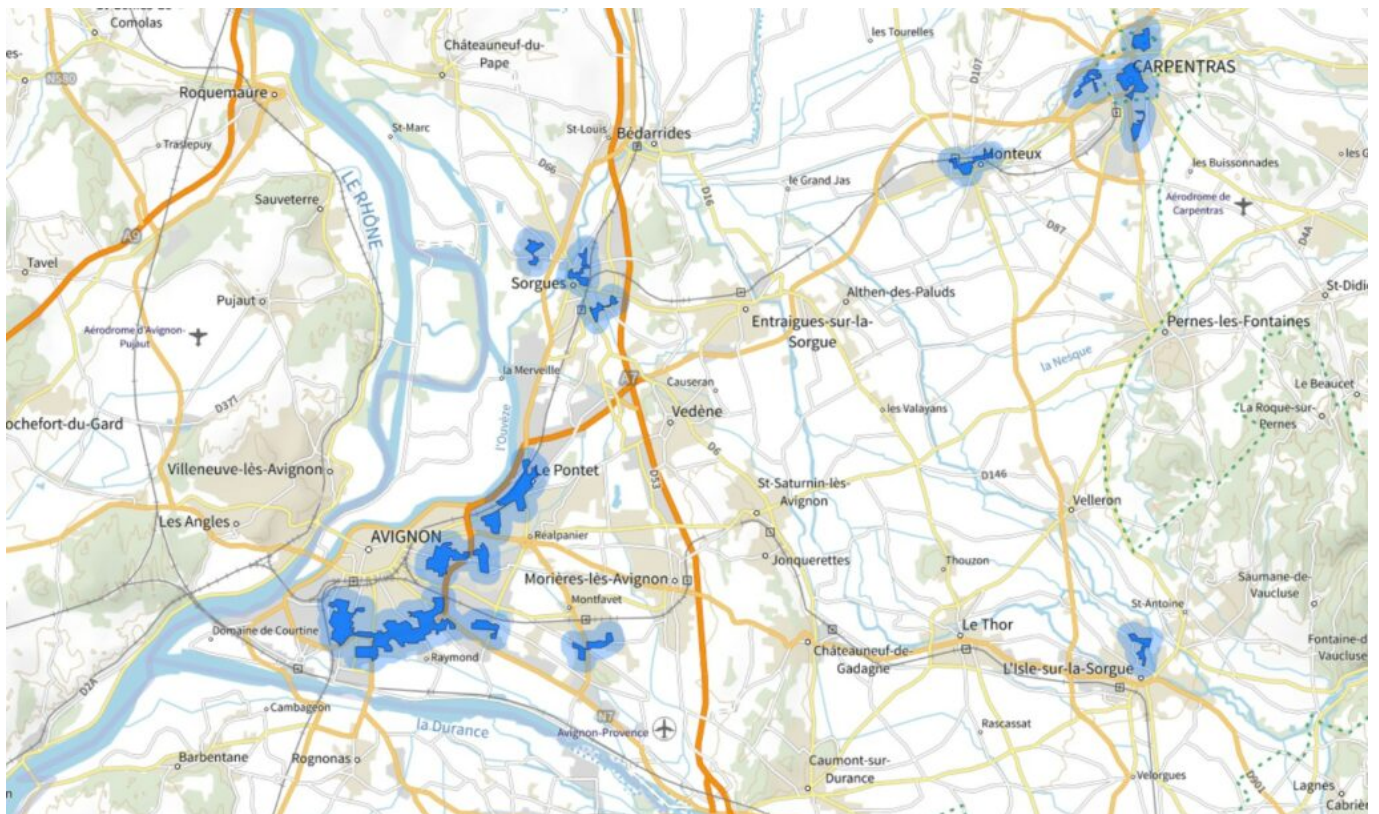 Comolas
Châteauneuf-du-
Pape
les Tourelles
D107
CARPENTRAS
N580
Roquemaure
St-Marc
St-Louis
Bédarrides
Traslepuy
D66
Monteux
les Buissonnades
le Grand Jas
D16
Aérodrome de
Carpentras
Sauveterre
LE RHÔNE
A9
D87
D4A
Tavel
Sorgues
Pujaut
Althen-des-Paluds
Entraigues-sur-la-
Sorgue
Pernes-les-Fontaines
Aérodrome d'Avignon-
Pujaut
la Nesque
la Merveille
A7
Causeran
Le Beaucet
D371
l'Ouvèze
Vedène
les Valayans
La Roque-sur-
Pernes
ochefort-du-Gard
D6
Villeneuve-lès-Avignon
Le Pontet
D53
D146
St-Saturnin-lès-
Avignon
Velleron
Les Angles
AVIGNON
Réalpanier
Jonquerettes
Thouzon
Morières-lès-Avignon
Saumane-de-
Vaucluse
Montfavet
St-Antoine
Domaine de Courtine
Le Thor
Raymond
Châteauneuf-de-
Gadagne
L'Isle-sur-la-Sorgue
Fontaine-d
Vaucluse
D2A
Cambageon
la Durance
N7
Avignon-Provence
Rascassat
Barbentane
Rognonas
Caumont-sur-
Durance
Velorgues
D901
Lagnes
Cabriè